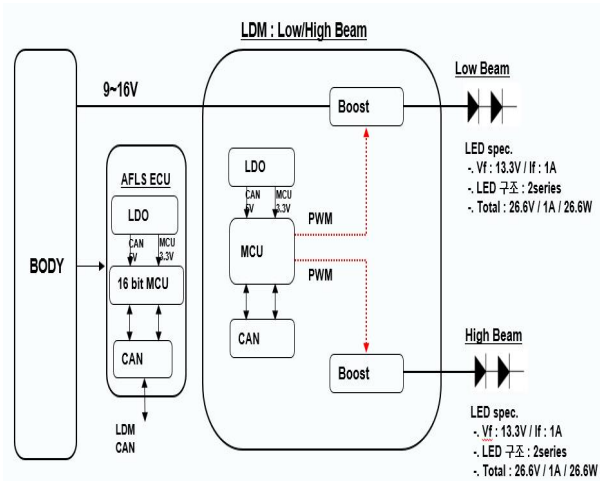 LDM : Low/High Beam
9~16V
Low Beam
Boost
LED spec.
-. Vf : 13.3V / If : 1A
-. LED 구조 : 2series
-. Total : 26.6V / 1A / 26.6W
AFLS ECU
LDO
CAN MCU
5V 3.3V
16 bit MCU
CAN
LDM
CAN
BODY
LDO
CAN MCU
5V 3.3V
MCU
PWM
PWM
CAN
Boost
High Beam
LED spec.
-. Vf : 13.3V / If : 1A
-. LED 구조 : 2series
-. Total : 26.6V / 1A / 26.6W